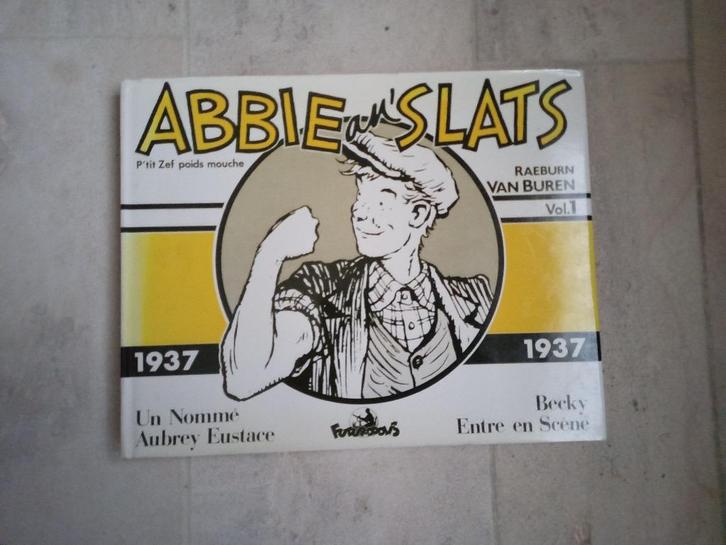 ABBIE an' SLATS
P'tit Zef poids mouche
RAEBURN
VAN BUREN
Vol.1
1937
1937
Un Nommé
Aubrey Eustace
Becky
Entre en Scène
FUTUROPOLIS